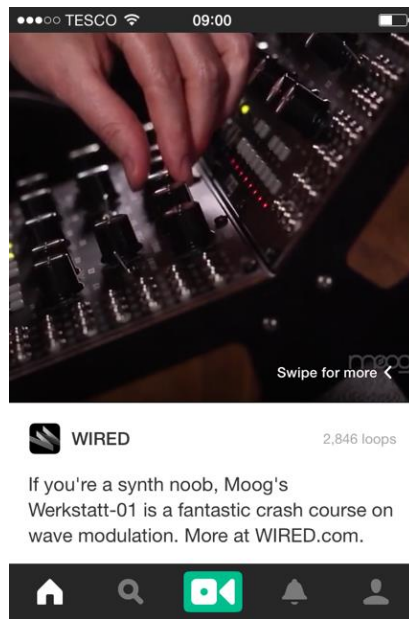 TESCO 09:00
moog
Swipe for more
WIRED 2,846 loops
If you're a synth noob, Moog's
Werkstatt-01 is a fantastic crash course on
wave modulation. More at WIRED.com.